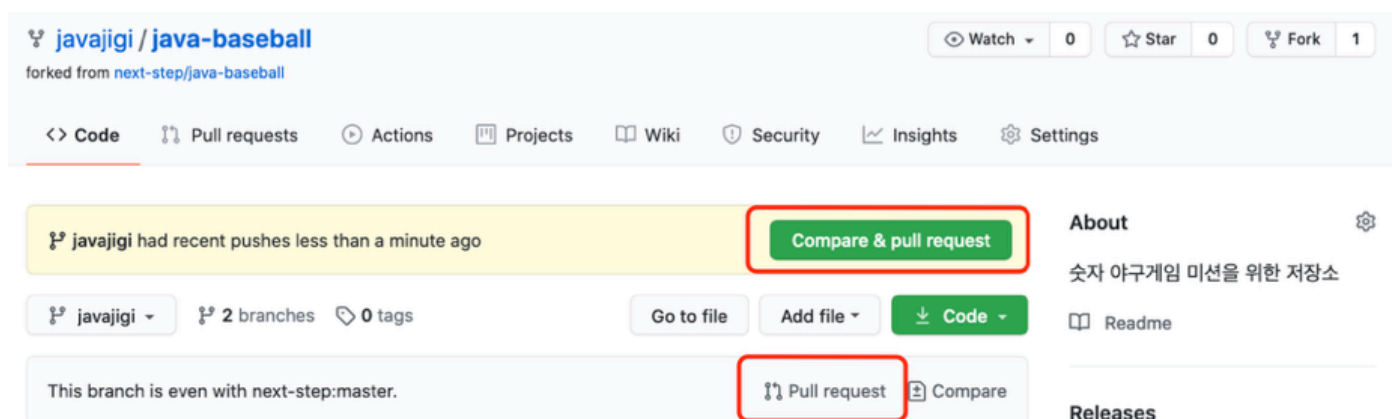 javajigi / java-baseball
Watch 0 Star 0 Fork 1
forked from next-step/java-baseball
Code Pull requests Actions Projects Wiki Security Insights Settings
javajigi had recent pushes less than a minute ago Compare & pull request
About
숫자 야구게임 미션을 위한 저장소
javajigi 2 branches 0 tags Go to file Add file Code
Readme
This branch is even with next-step:master. Pull request Compare
Releases